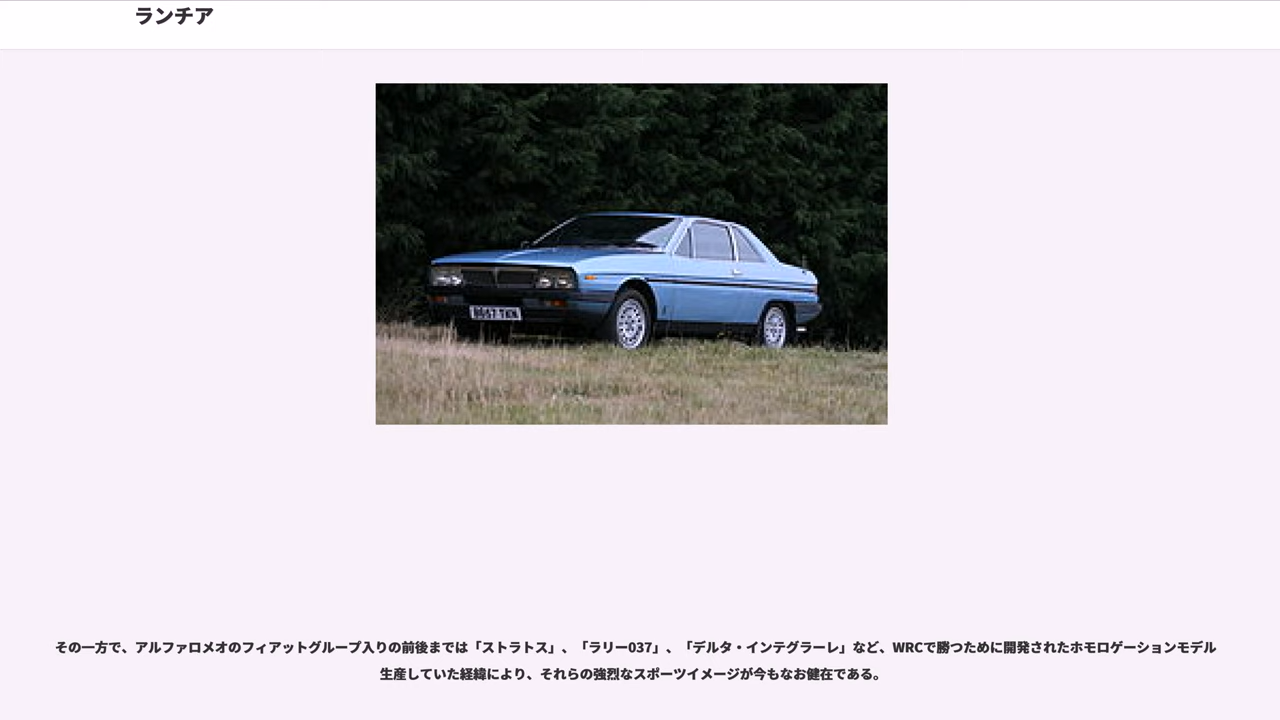 ランチア
その一方で、アルファロメオのフィアットグループ入りの前後までは「ストラトス」、「ラリー037」、「デルタ・インテグラーレ」など、WRCで勝つために開発されたホモロゲーションモデル
生産していた経緯により、それらの強烈なスポーツイメージが今もなお健在である。